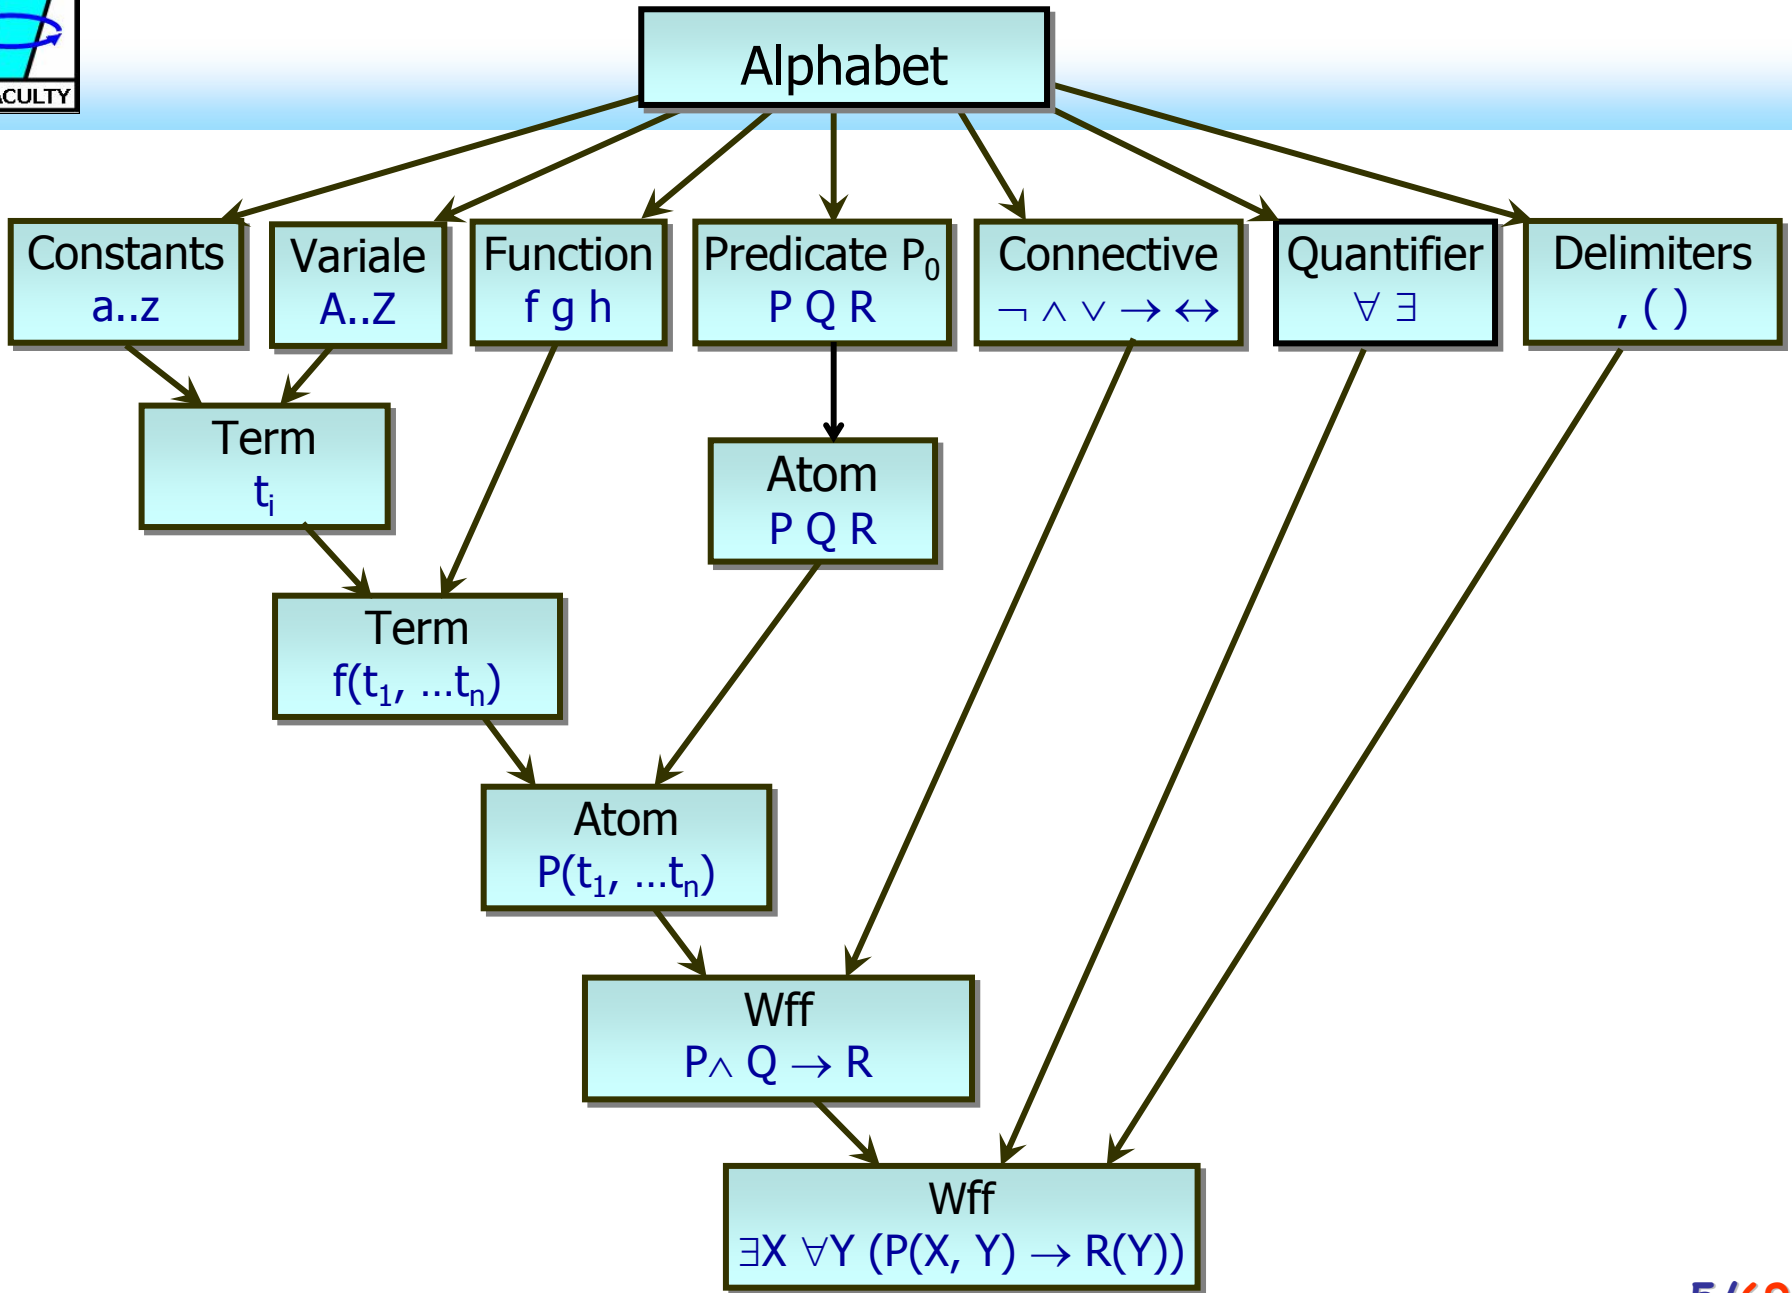 Alphabet
Constants
a..z
Variale
A..Z
Function
f g h
Predicate P₀
P Q R
Connective
¬ ∧ ∨ → ↔
Quantifier
∀ ∃
Delimiters
, ( )
Term
tᵢ
Atom
P Q R
Term
f(t₁, …tₙ)
Atom
P(t₁, …tₙ)
Wff
P∧ Q → R
Wff
∃X ∀Y (P(X, Y) → R(Y))